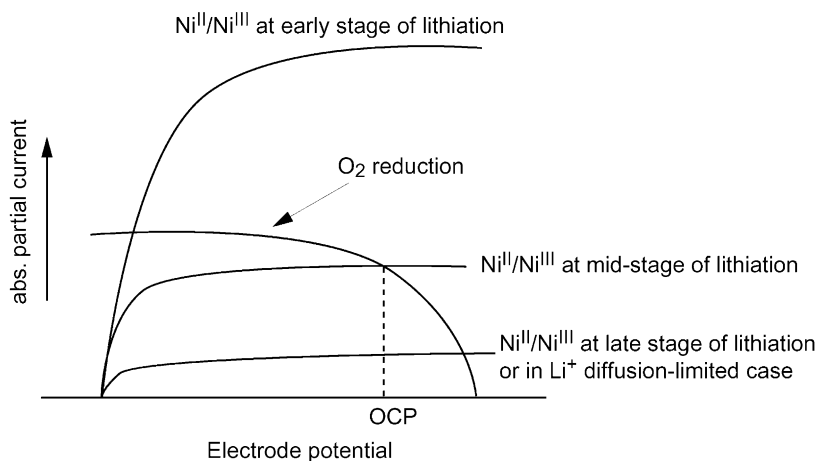 Ni^II/Ni^III at early stage of lithiation
abs. partial current
O₂ reduction
Ni^II/Ni^III at mid-stage of lithiation
Ni^II/Ni^III at late stage of lithiation
or in Li⁺ diffusion-limited case
OCP
Electrode potential